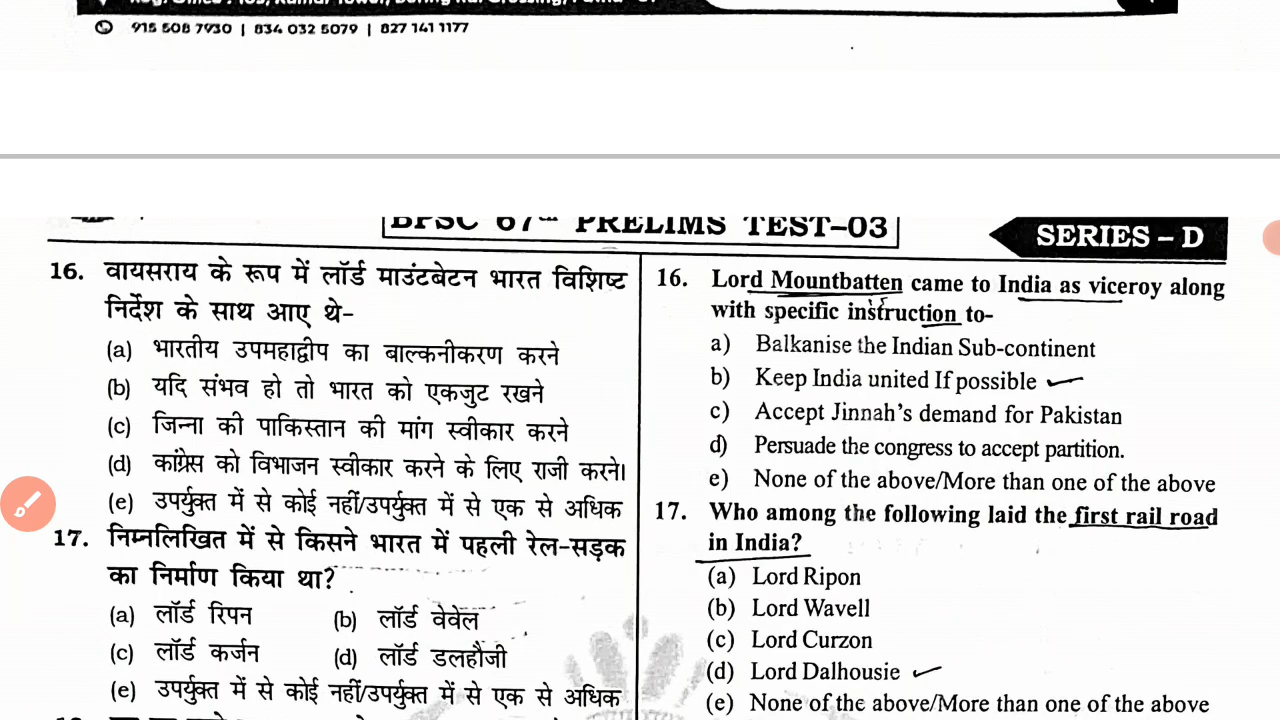 915 508 7930 | 834 032 5079 | 827 141 1177
BPSC 67th PRELIMS TEST-03
SERIES - D
16. वायसराय के रूप में लॉर्ड माउंटबेटन भारत विशिष्ट
निर्देश के साथ आए थे-
(a) भारतीय उपमहाद्वीप का बाल्कनीकरण करने
(b) यदि संभव हो तो भारत को एकजुट रखने
(c) जिन्ना की पाकिस्तान की मांग स्वीकार करने
(d) कांग्रेस को विभाजन स्वीकार करने के लिए राजी करने।
(e) उपर्युक्त में से कोई नहीं/उपर्युक्त में से एक से अधिक
17. निम्नलिखित में से किसने भारत में पहली रेल-सड़क
का निर्माण किया था?
(a) लॉर्ड रिपन (b) लॉर्ड वेवेल
(c) लॉर्ड कर्जन (d) लॉर्ड डलहौजी
(e) उपर्युक्त में से कोई नहीं/उपर्युक्त में से एक से अधिक
16. Lord Mountbatten came to India as viceroy along
with specific instruction to-
a) Balkanise the Indian Sub-continent
b) Keep India united If possible
c) Accept Jinnah's demand for Pakistan
d) Persuade the congress to accept partition.
e) None of the above/More than one of the above
17. Who among the following laid the first rail road
in India?
(a) Lord Ripon
(b) Lord Wavell
(c) Lord Curzon
(d) Lord Dalhousie
(e) None of the above/More than one of the above